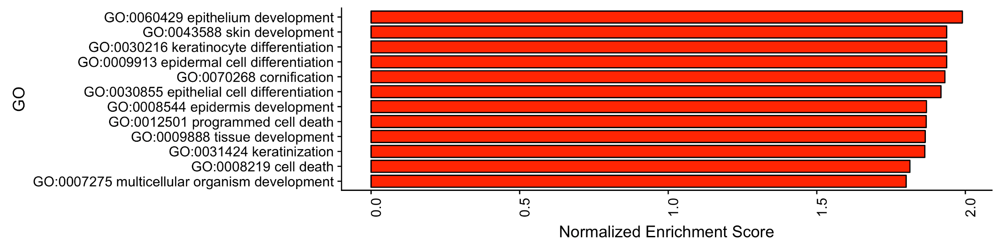 GO:0060429 epithelium development
GO:0043588 skin development
GO:0030216 keratinocyte differentiation
GO:0009913 epidermal cell differentiation
GO:0070268 cornification
GO:0030855 epithelial cell differentiation
GO:0008544 epidermis development
GO:0012501 programmed cell death
GO:0009888 tissue development
GO:0031424 keratinization
GO:0008219 cell death
GO:0007275 multicellular organism development
GO
0.0
0.5
1.0
1.5
2.0
Normalized Enrichment Score